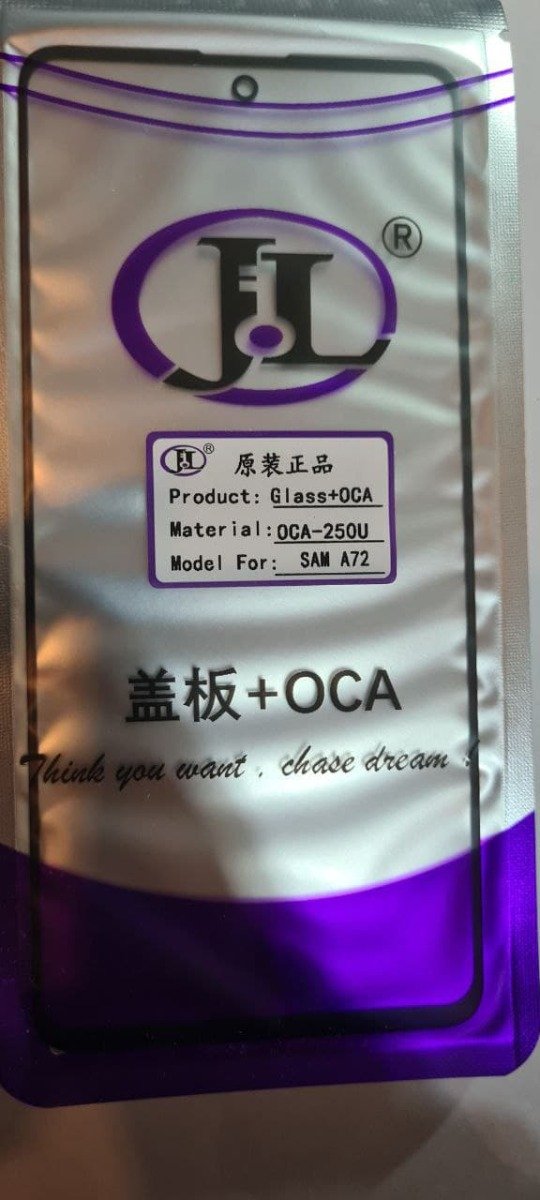 JL
®
JL ® 原装正品
Product: Glass+OCA
Material: OCA-250U
Model For: SAM A72
盖板+OCA
Think you want , chase dream !